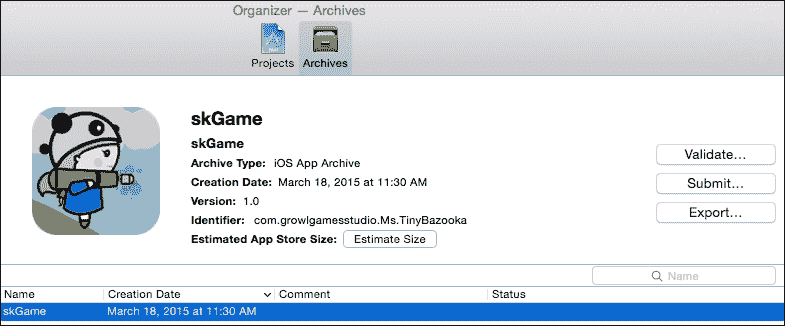 Organizer — Archives
Projects Archives
skGame
skGame
Archive Type: iOS App Archive
Creation Date: March 18, 2015 at 11:30 AM
Version: 1.0
Identifier: com.growlgamesstudio.Ms.TinyBazooka
Estimated App Store Size: Estimate Size
Validate...
Submit...
Export...
Name
Name Creation Date Comment Status
skGame March 18, 2015 at 11:30 AM